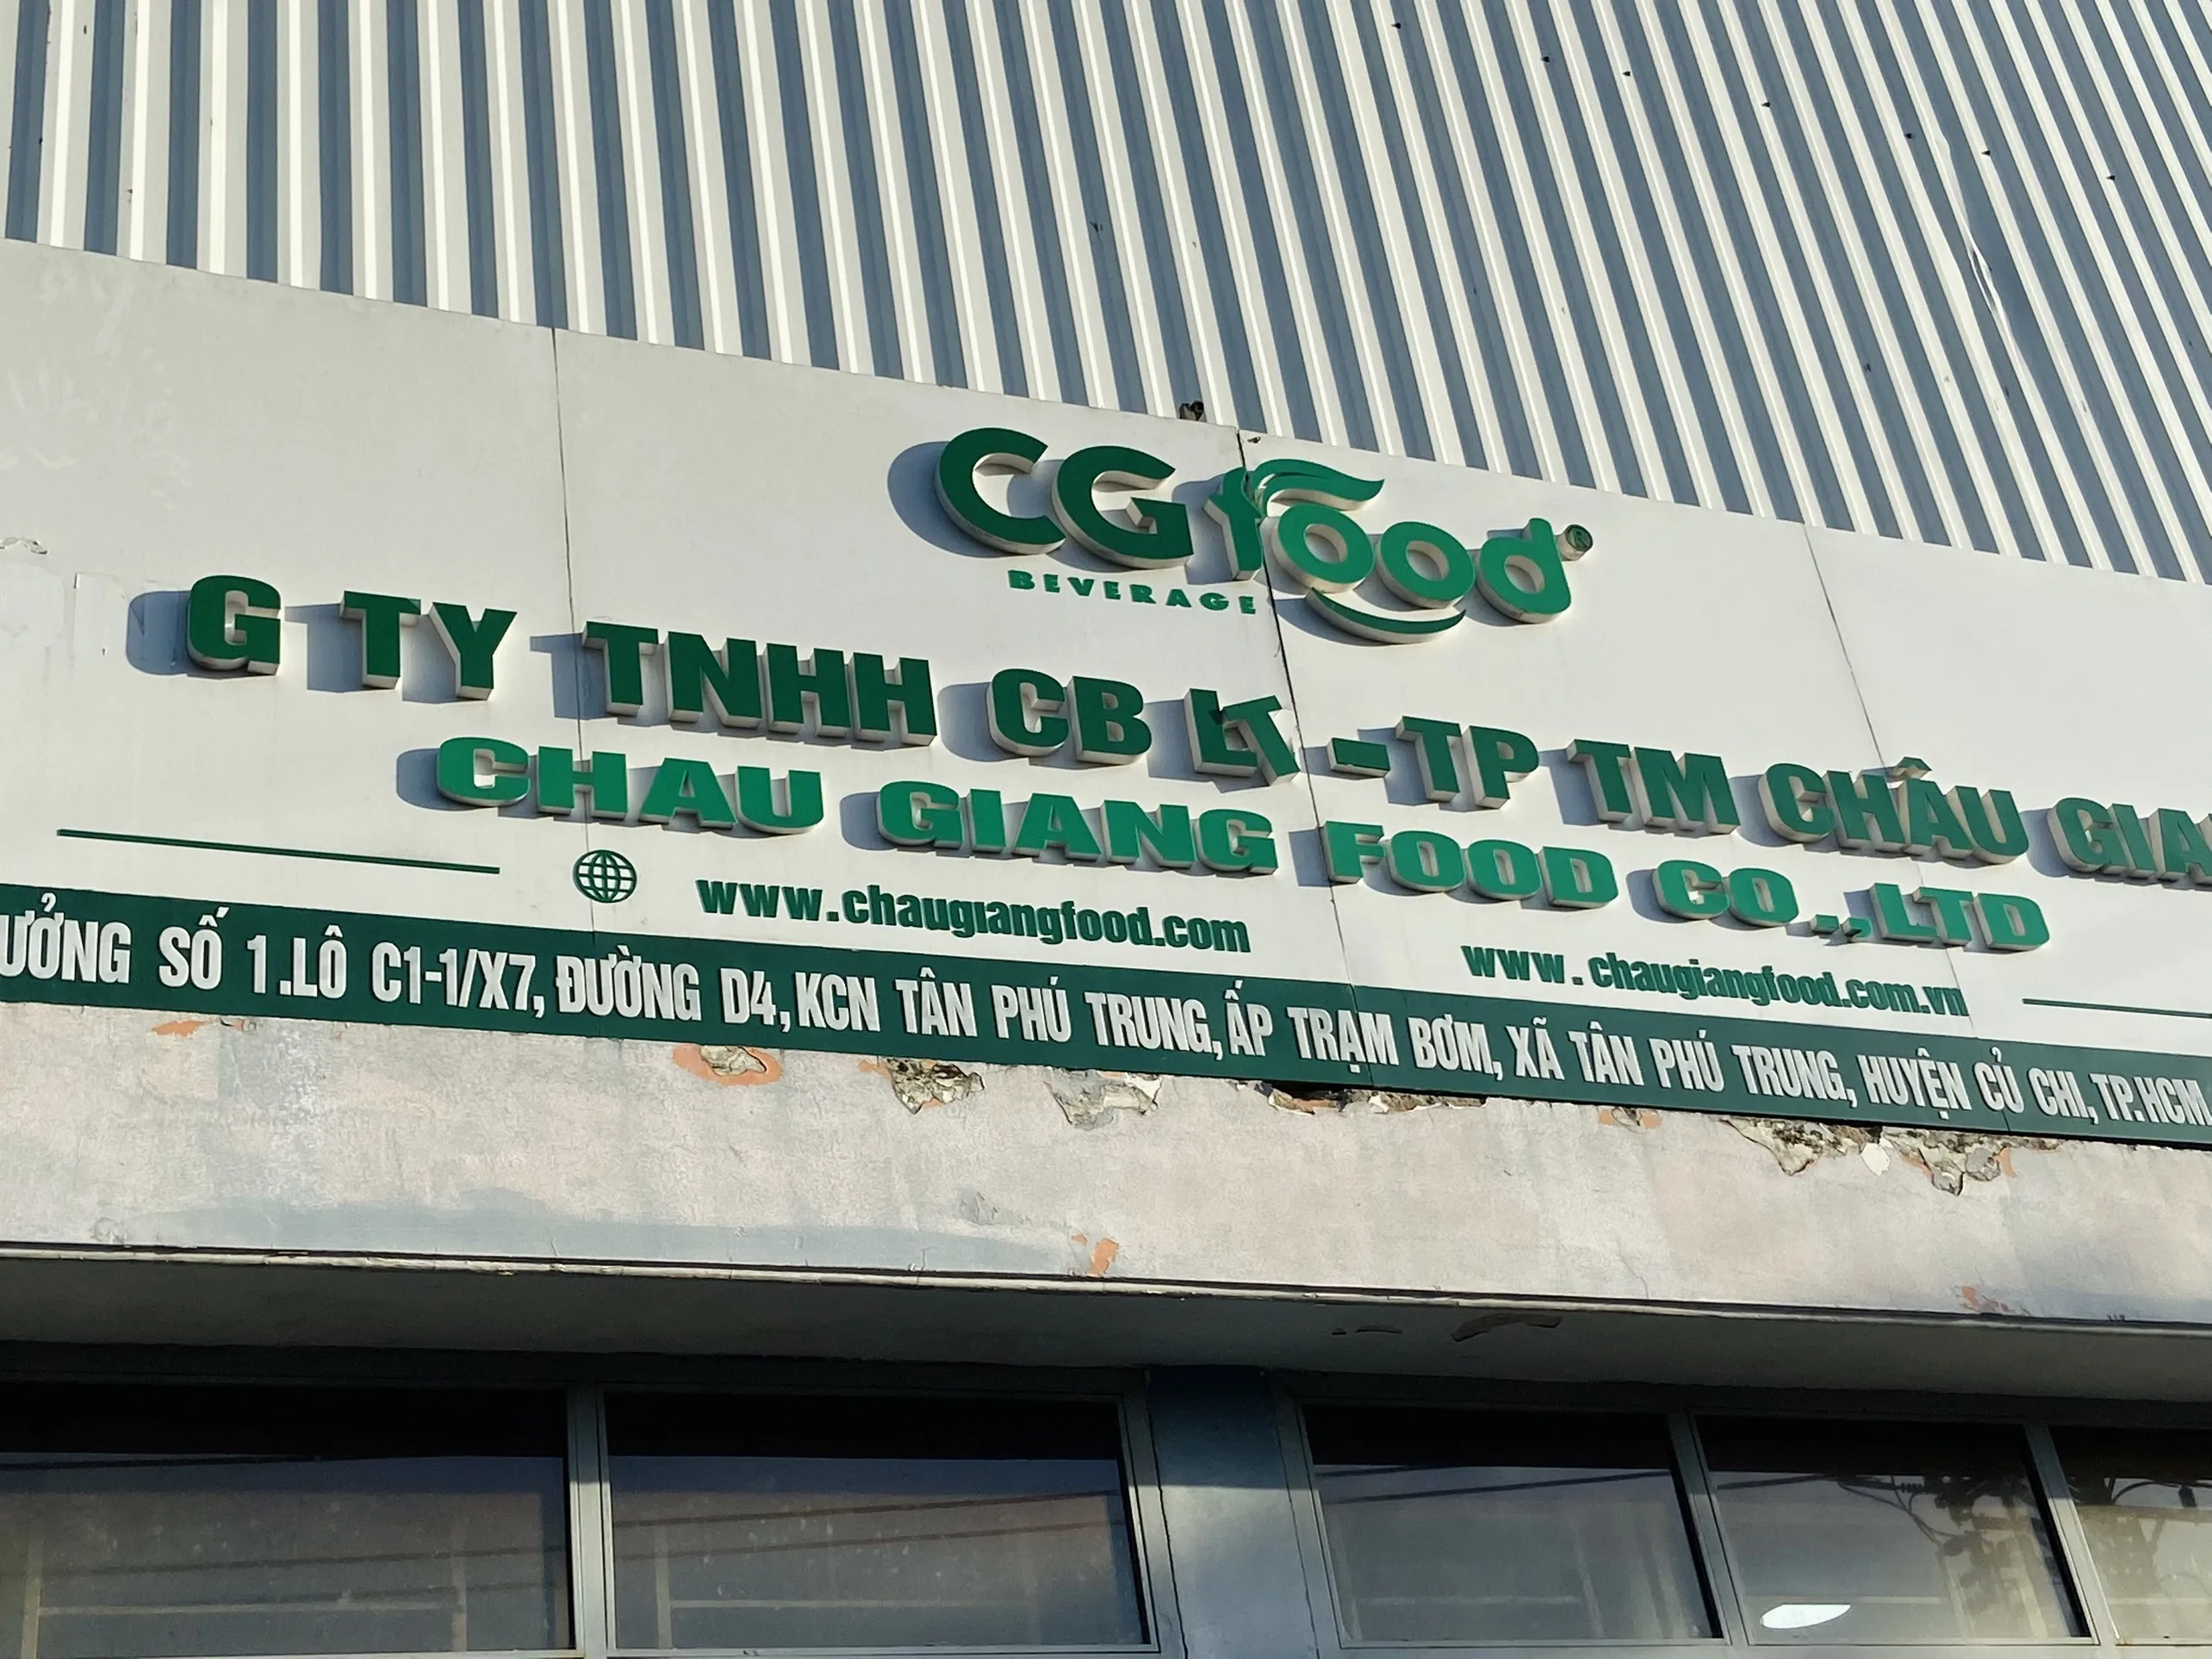 CGfood®
BEVERAGE
G TY TNHH CB LT - TP TM CHÂU GIA
CHAU GIANG FOOD CO.,LTD
www.chaugiangfood.com
www.chaugiangfood.com.vn
ƯỞNG SỐ 1.LÔ C1-1/X7, ĐƯỜNG D4, KCN TÂN PHÚ TRUNG, ẤP TRẠM BƠM, XÃ TÂN PHÚ TRUNG, HUYỆN CỦ CHI, TP.HCM